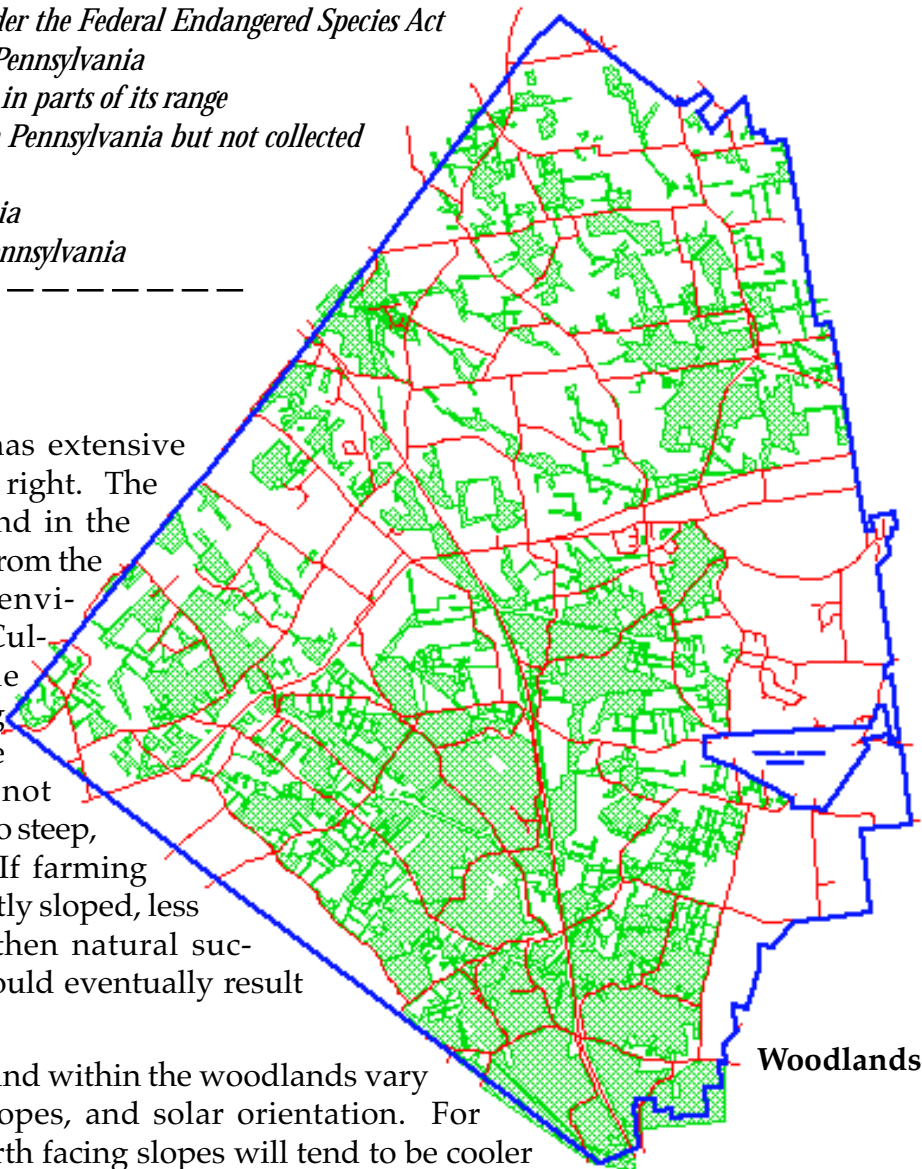 der the Federal Endangered Species Act
Pennsylvania
in parts of its range
Pennsylvania but not collected
ia
ennsylvania
has extensive
right. The
nd in the
rom the
envi-
Cul-
e
g
e
not
o steep,
If farming
tly sloped, less
then natural suc-
ould eventually result
und within the woodlands vary
opes, and solar orientation. For
rth facing slopes will tend to be cooler
Woodlands